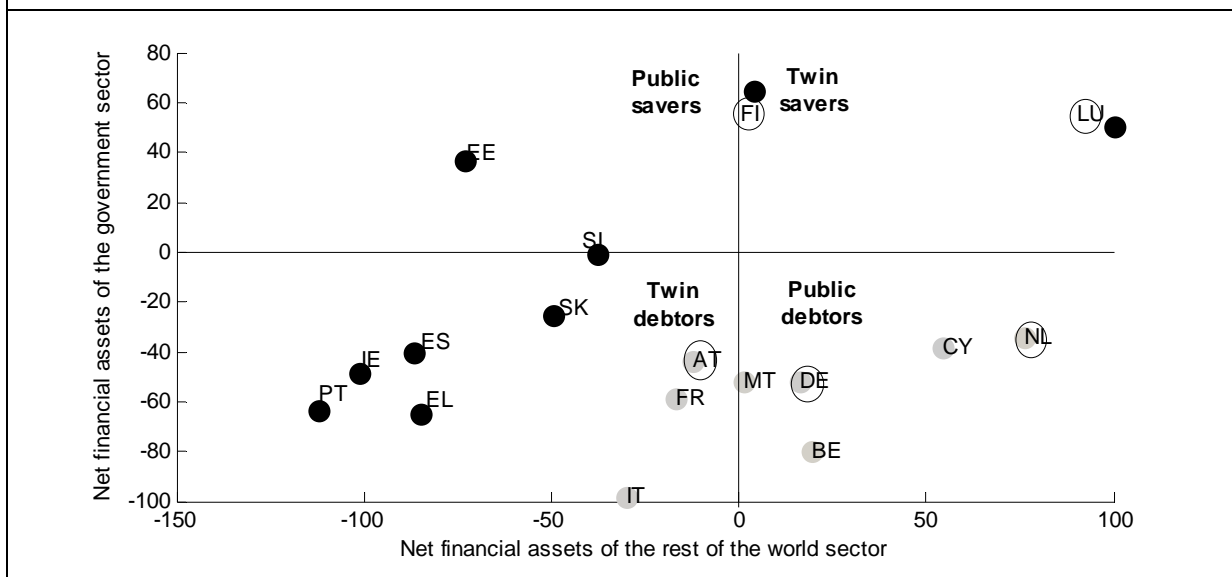 Net financial assets of the government sector
80
60
40
20
0
-20
-40
-60
-80
-100
Public
savers
Twin
savers
FI
LU
EE
SI
SK
Twin
debtors
Public
debtors
ES
IE
PT
EL
AT
FR
MT
DE
CY
NL
BE
IT
-150
-100
-50
0
50
100
Net financial assets of the rest of the world sector